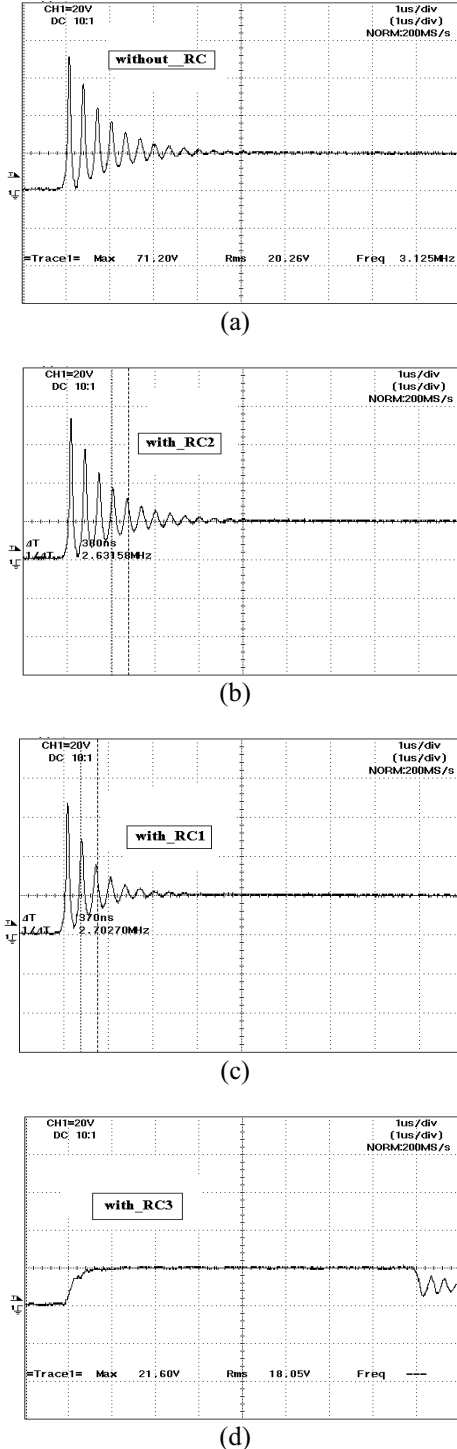 CH1=20V 1us/div
DC 10:1 (1us/div)
NORM:200MS/s
without__RC
=Trace1= Max 71.20V Rms 20.26V Freq 3.125MHz
(a)
CH1=20V 1us/div
DC 10:1 (1us/div)
NORM:200MS/s
with_RC2
ΔT 380ns
1/ΔT 2.63158MHz
(b)
CH1=20V 1us/div
DC 10:1 (1us/div)
NORM:200MS/s
with_RC1
ΔT 370ns
1/ΔT 2.70270MHz
(c)
CH1=20V 1us/div
DC 10:1 (1us/div)
NORM:200MS/s
with_RC3
=Trace1= Max 21.60V Rms 18.05V Freq ---
(d)